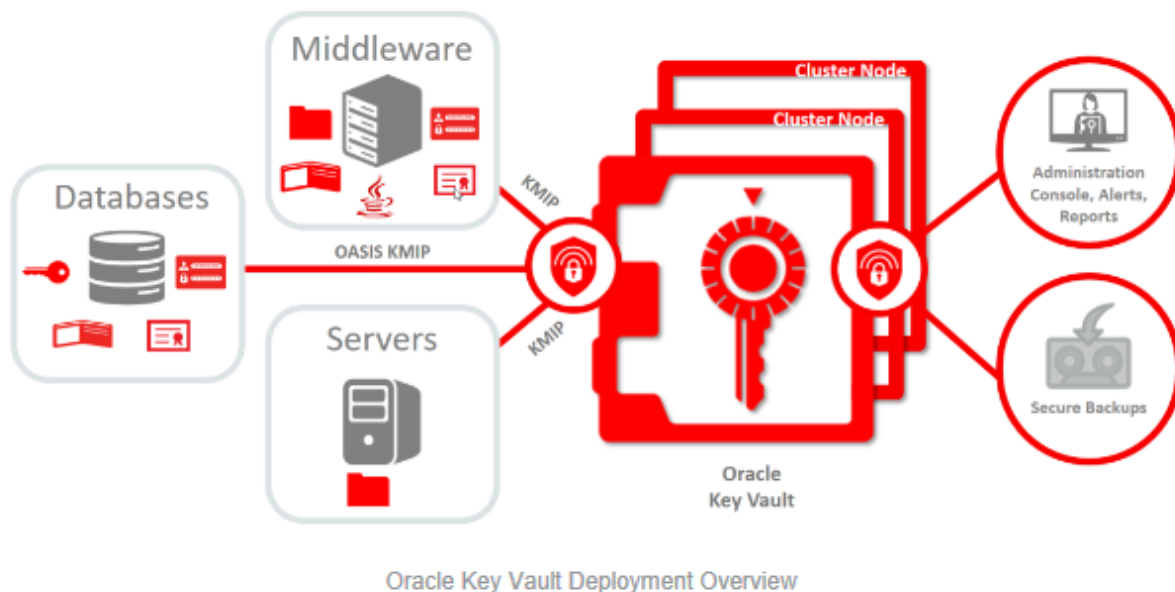 Middleware
Databases
Servers
KMIP
OASIS KMIP
KMIP
Cluster Node
Cluster Node
Oracle
Key Vault
Administration
Console, Alerts,
Reports
Secure Backups
Oracle Key Vault Deployment Overview